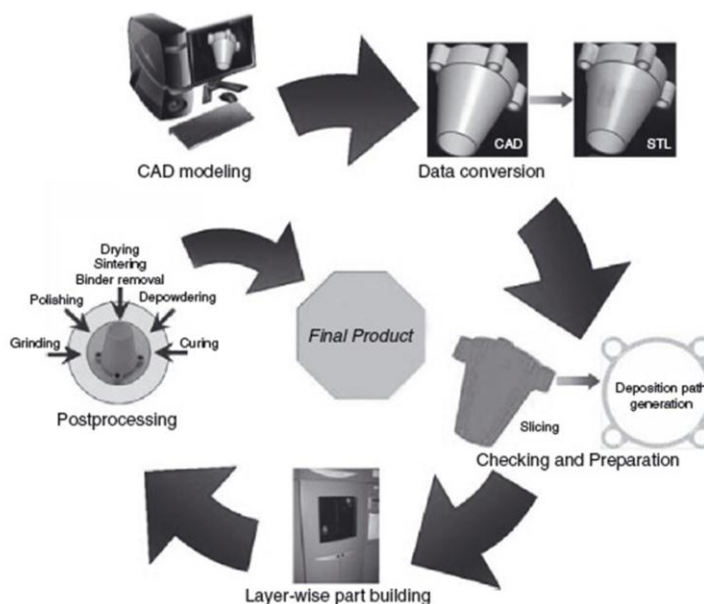 CAD modeling
CAD
STL
Data conversion
Drying
Sintering
Binder removal
Polishing
Depowdering
Grinding
Curing
Postprocessing
Final Product
Deposition path
generation
Slicing
Checking and Preparation
Layer-wise part building